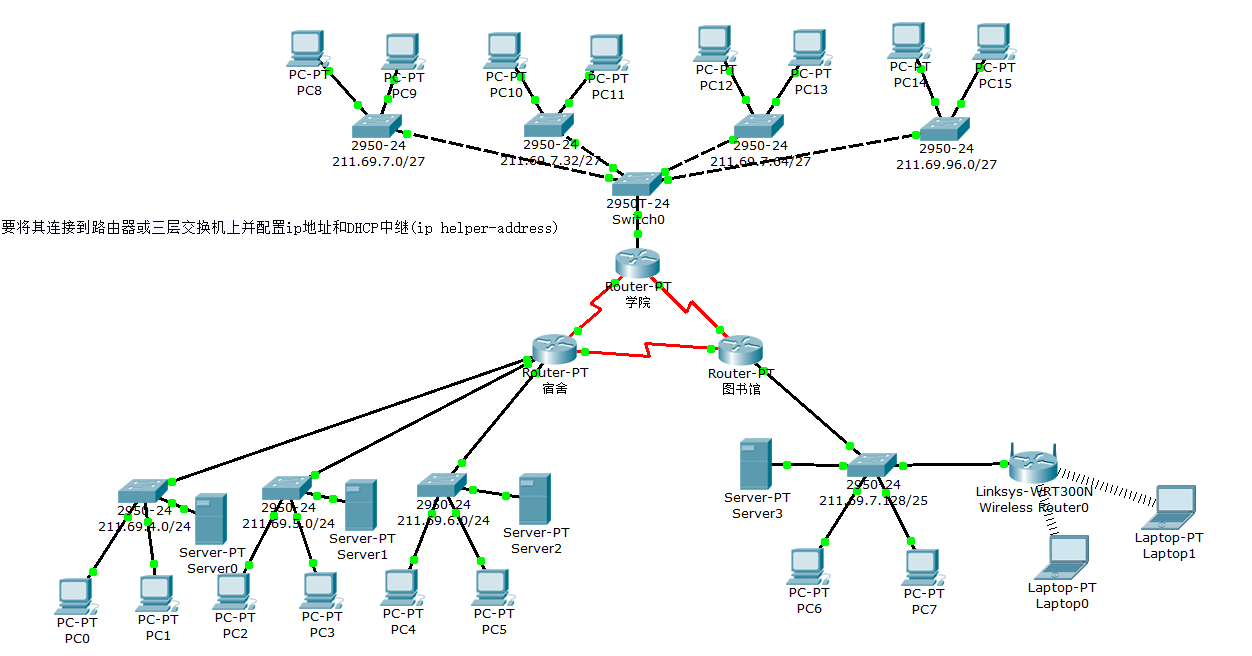 PC-PT
PC8
PC-PT
PC9
PC-PT
PC10
PC-PT
PC11
PC-PT
PC12
PC-PT
PC13
PC-PT
PC14
PC-PT
PC15
2950-24
211.69.7.0/27
2950-24
211.69.7.32/27
2950-24
211.69.7.64/27
2950-24
211.69.96.0/27
2950T-24
Switch0
要将其连接到路由器或三层交换机上并配置ip地址和DHCP中继(ip helper-address)
Router-PT
学院
Router-PT
宿舍
Router-PT
图书馆
2950-24
211.69.4.0/24
Server-PT
Server0
2950-24
211.69.5.0/24
Server-PT
Server1
2950-24
211.69.6.0/24
Server-PT
Server2
Server-PT
Server3
2950-24
211.69.7.128/25
Linksys-WRT300N
Wireless Router0
Laptop-PT
Laptop1
Laptop-PT
Laptop0
PC-PT
PC0
PC-PT
PC1
PC-PT
PC2
PC-PT
PC3
PC-PT
PC4
PC-PT
PC5
PC-PT
PC6
PC-PT
PC7